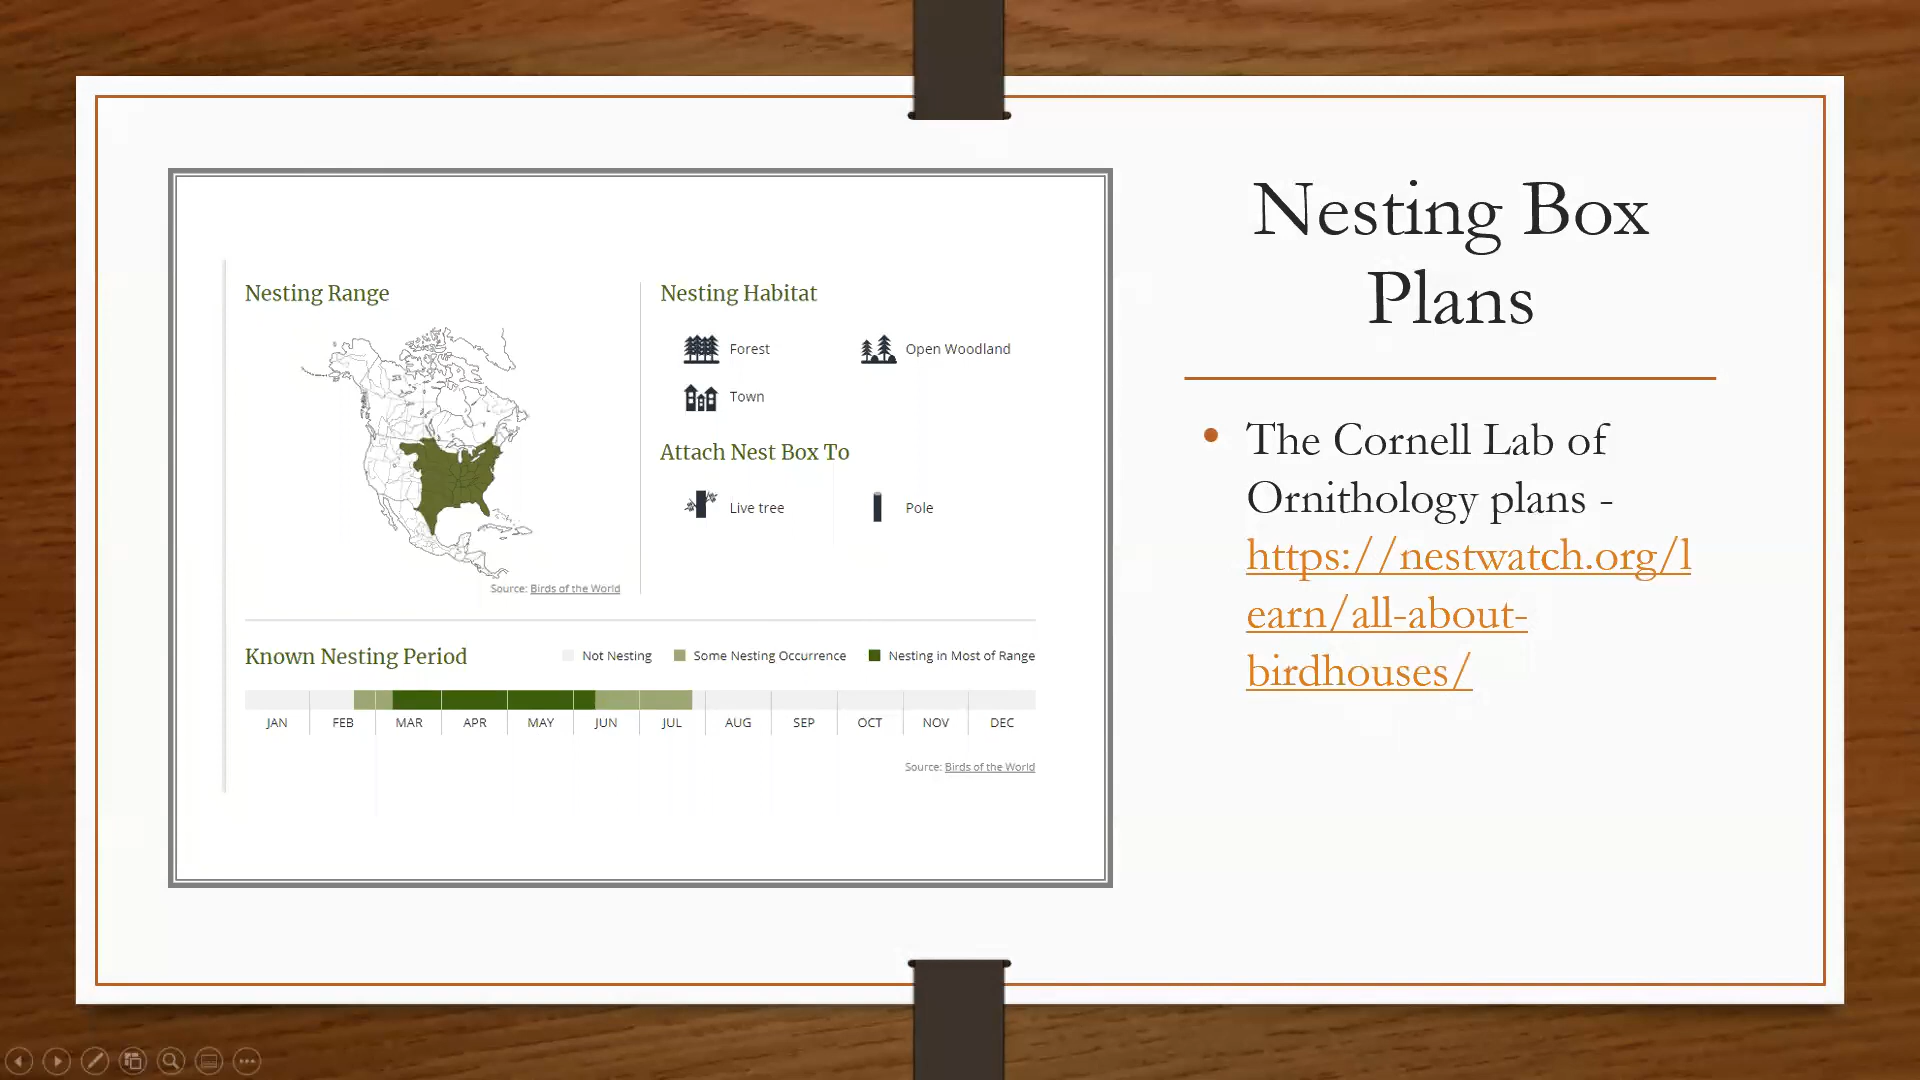 Nesting Box
Plans
Nesting Range
Source: Birds of the World
Nesting Habitat
Forest
Open Woodland
Town
Attach Nest Box To
Live tree
Pole
Known Nesting Period
Not Nesting
Some Nesting Occurrence
Nesting in Most of Range
JAN FEB MAR APR MAY JUN JUL AUG SEP OCT NOV DEC
Source: Birds of the World
• The Cornell Lab of
Ornithology plans -
https://nestwatch.org/l
earn/all-about-
birdhouses/